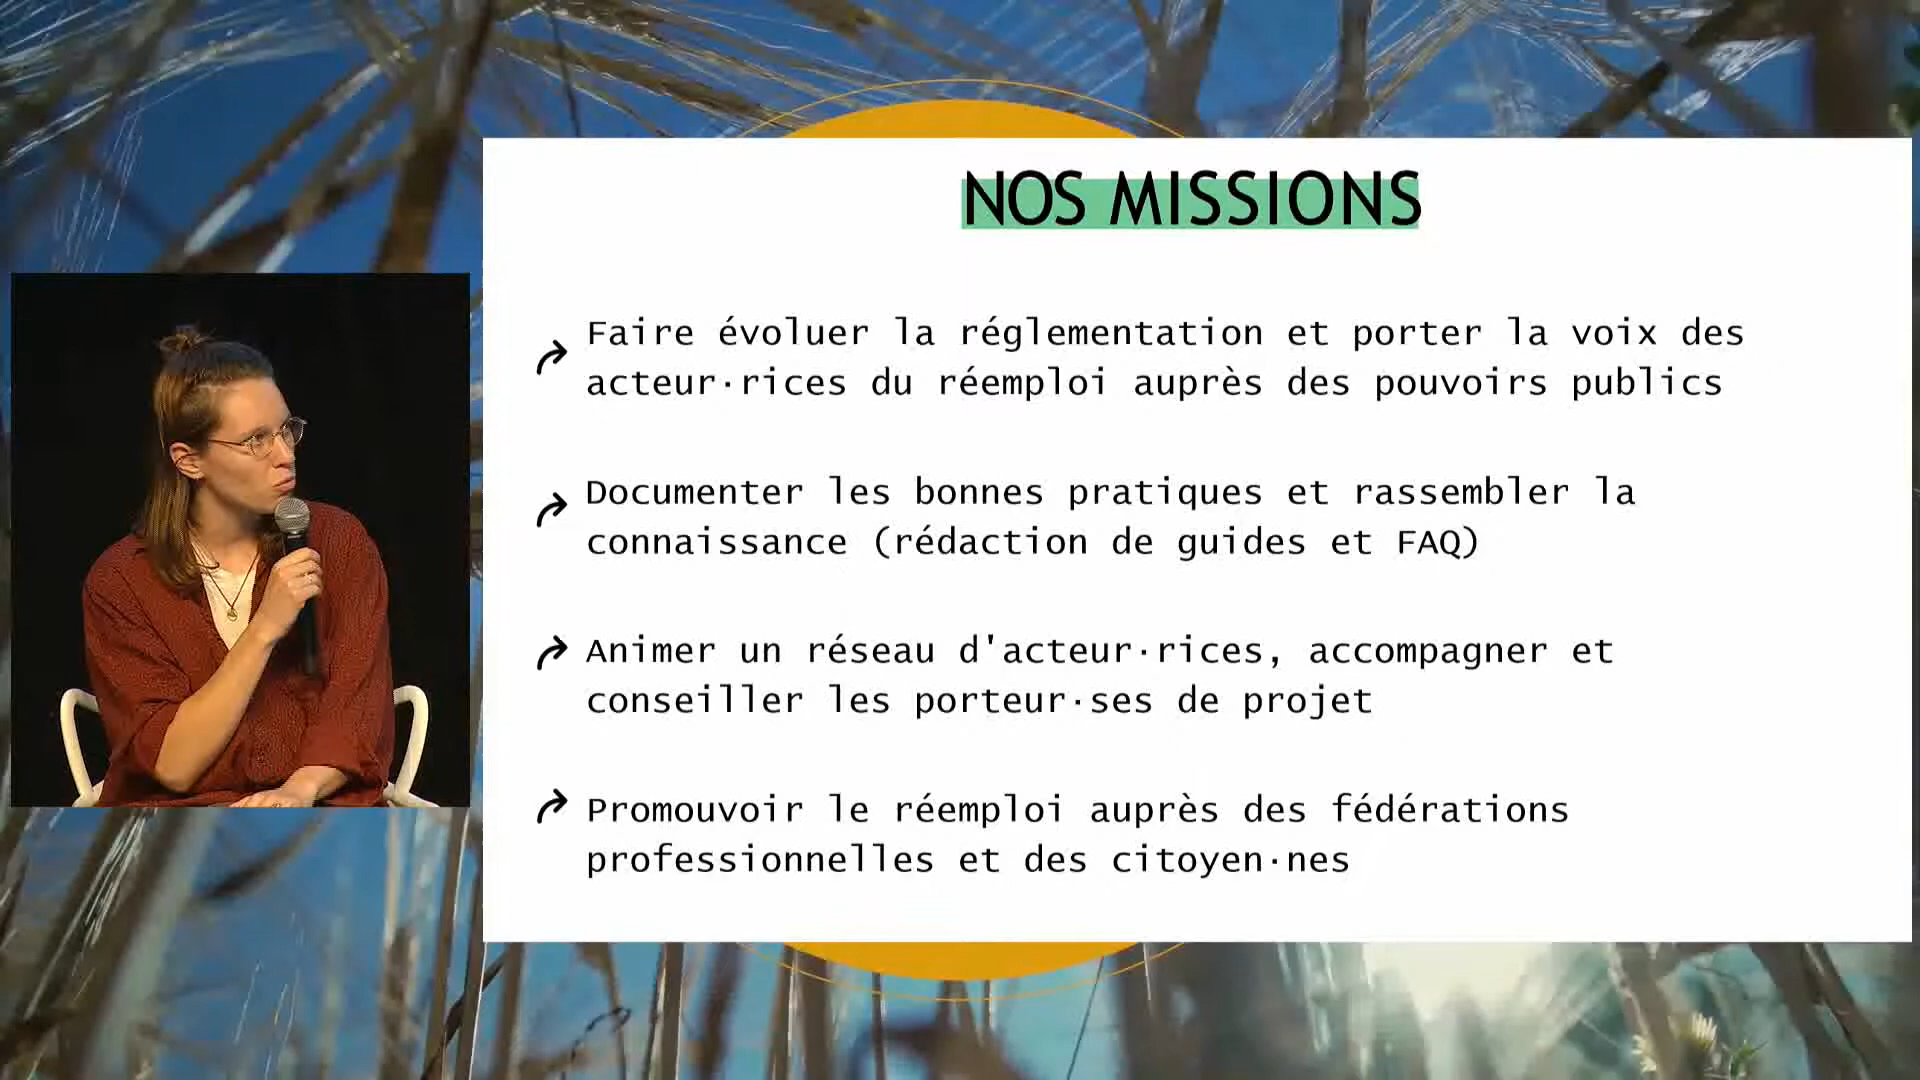 NOS MISSIONS
Faire évoluer la réglementation et porter la voix des
acteur·rices du réemploi auprès des pouvoirs publics
Documenter les bonnes pratiques et rassembler la
connaissance (rédaction de guides et FAQ)
Animer un réseau d'acteur·rices, accompagner et
conseiller les porteur·ses de projet
Promouvoir le réemploi auprès des fédérations
professionnelles et des citoyen·nes